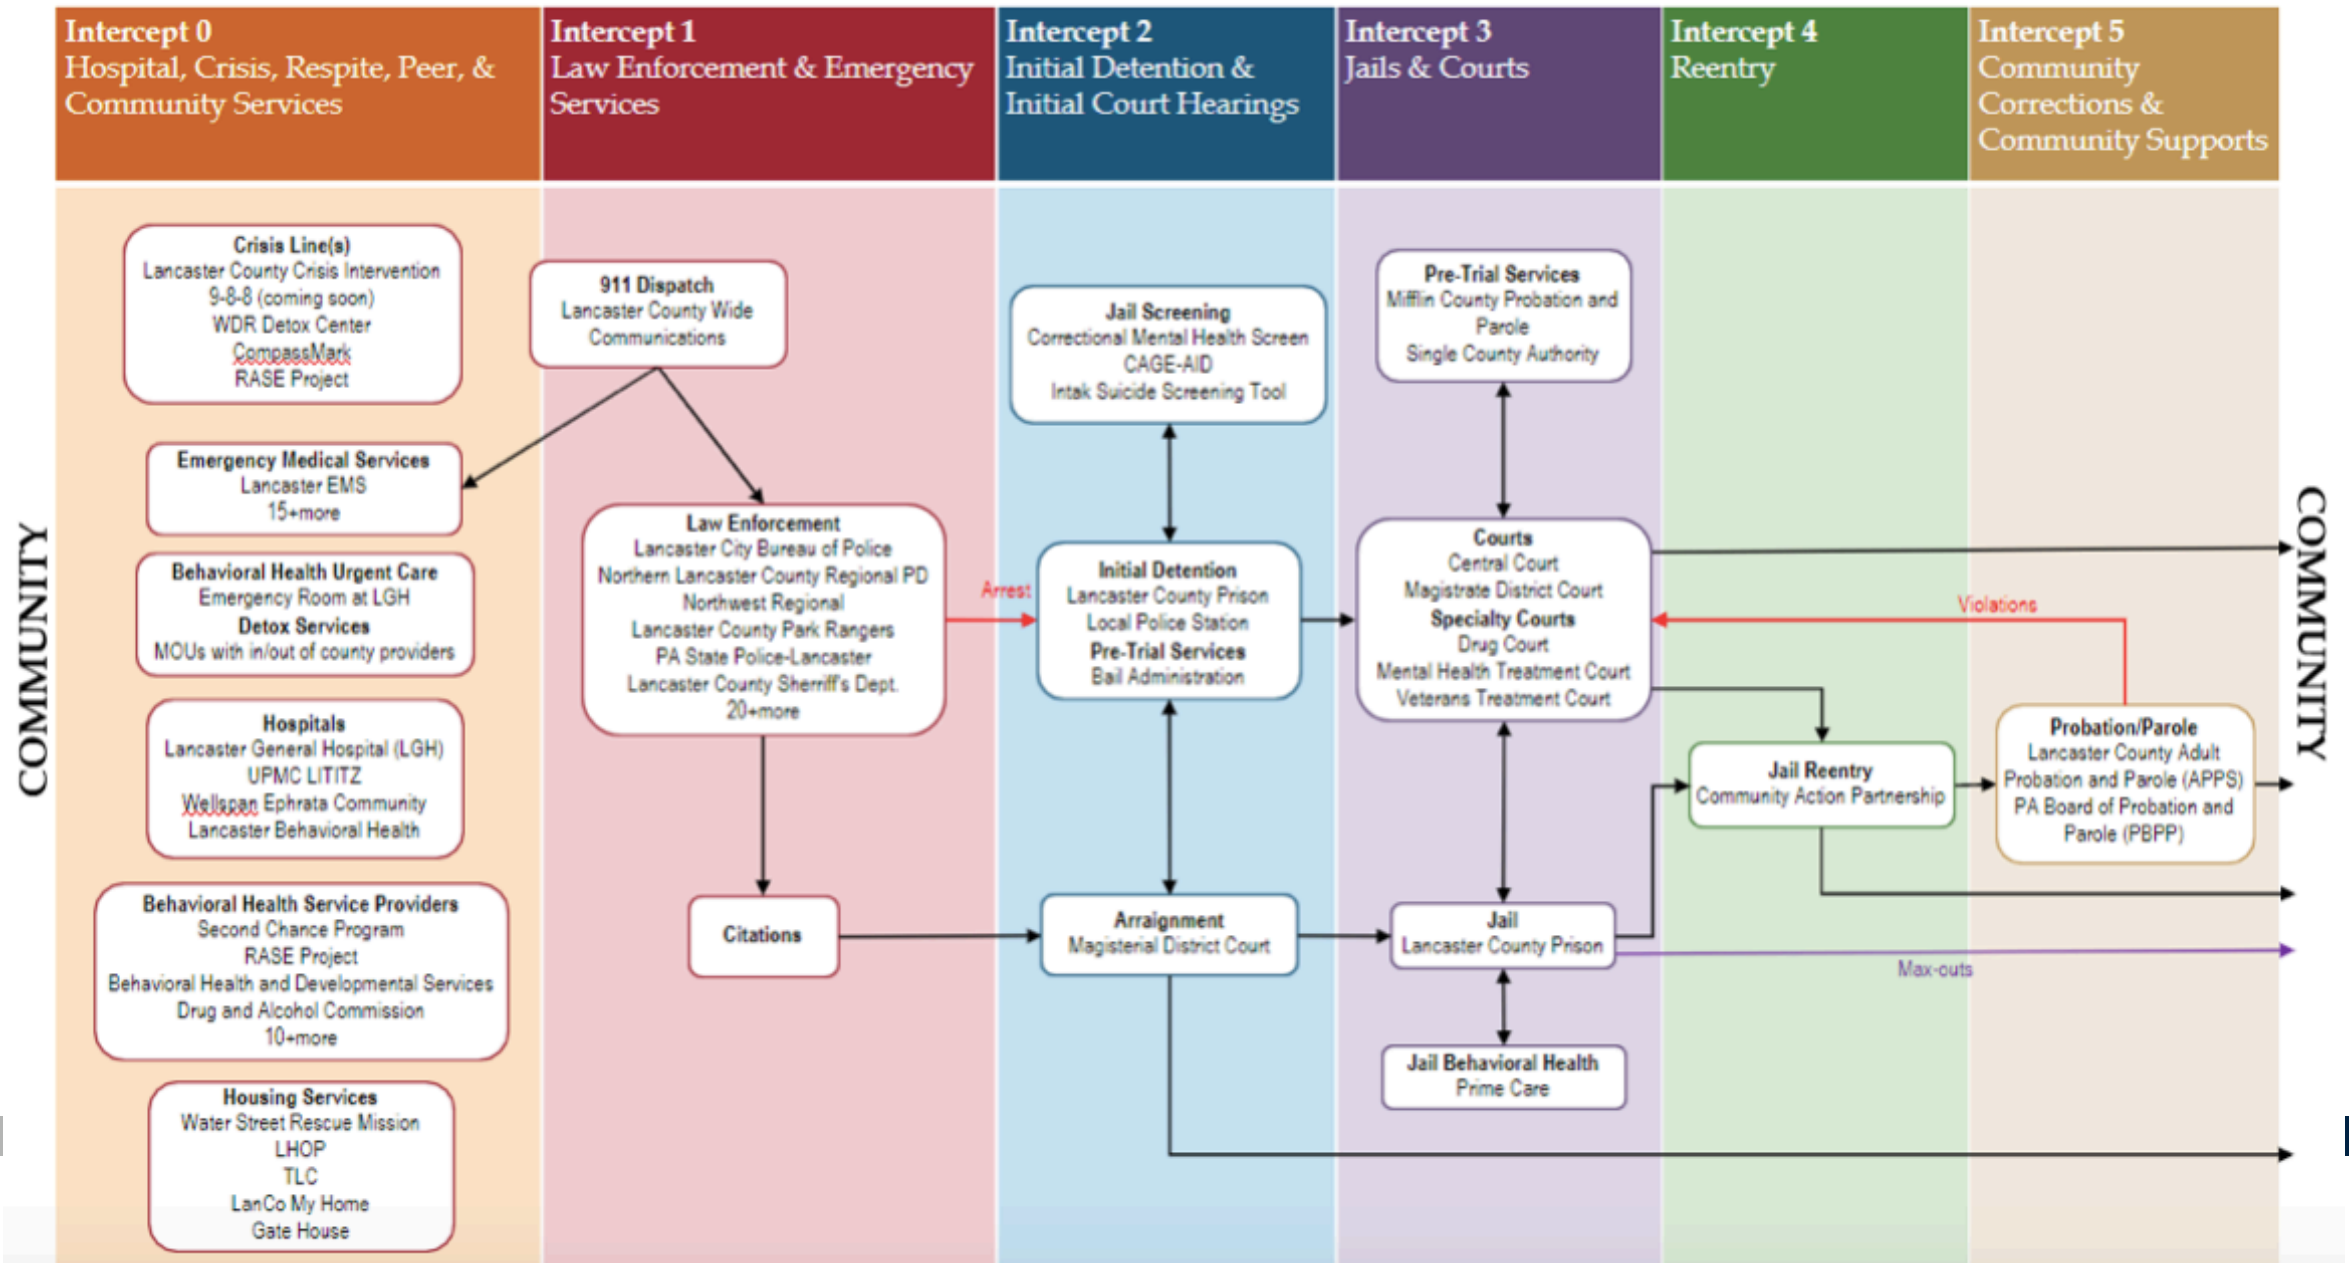 Intercept 0
Hospital, Crisis, Respite, Peer, &
Community Services
Intercept 1
Law Enforcement & Emergency
Services
Intercept 2
Initial Detention &
Initial Court Hearings
Intercept 3
Jails & Courts
Intercept 4
Reentry
Intercept 5
Community
Corrections &
Community Supports
COMMUNITY
Crisis Line(s)
Lancaster County Crisis Intervention
9-8-8 (coming soon)
WDR Detox Center
CompassMark
RASE Project
Emergency Medical Services
Lancaster EMS
15+more
Behavioral Health Urgent Care
Emergency Room at LGH
Detox Services
MOUs with in/out of county providers
Hospitals
Lancaster General Hospital (LGH)
UPMC LITITZ
Wellspan Ephrata Community
Lancaster Behavioral Health
Behavioral Health Service Providers
Second Chance Program
RASE Project
Behavioral Health and Developmental Services
Drug and Alcohol Commission
10+more
Housing Services
Water Street Rescue Mission
LHOP
TLC
LanCo My Home
Gate House
911 Dispatch
Lancaster County Wide
Communications
Law Enforcement
Lancaster City Bureau of Police
Northern Lancaster County Regional PD
Northwest Regional
Lancaster County Park Rangers
PA State Police-Lancaster
Lancaster County Sherriff's Dept.
20+more
Citations
Arrest
Jail Screening
Correctional Mental Health Screen
CAGE-AID
Intak Suicide Screening Tool
Initial Detention
Lancaster County Prison
Local Police Station
Pre-Trial Services
Bail Administration
Arraignment
Magisterial District Court
Pre-Trial Services
Mifflin County Probation and
Parole
Single County Authority
Courts
Central Court
Magistrate District Court
Specialty Courts
Drug Court
Mental Health Treatment Court
Veterans Treatment Court
Jail
Lancaster County Prison
Jail Behavioral Health
Prime Care
Jail Reentry
Community Action Partnership
Violations
Probation/Parole
Lancaster County Adult
Probation and Parole (APPS)
PA Board of Probation and
Parole (PBPP)
Max-outs
COMMUNITY